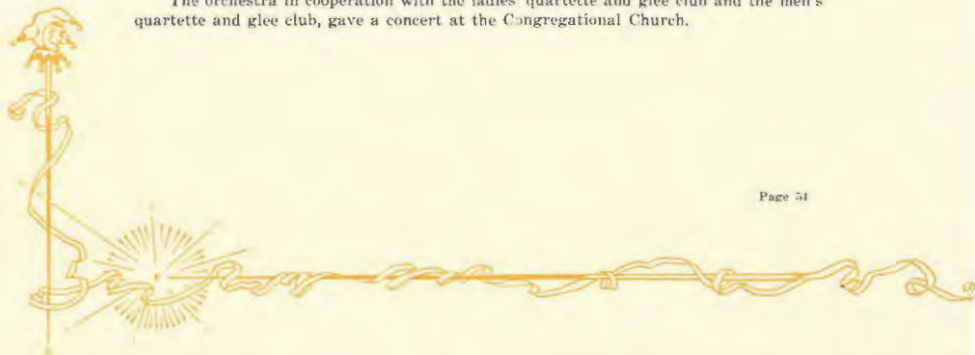 The orchestra in cooperation with the ladies' quartette and glee club and the men's
quartette and glee club, gave a concert at the Congregational Church.
Page 51